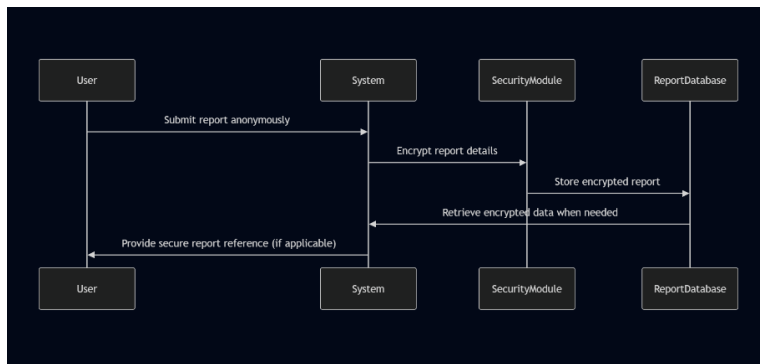 User
System
SecurityModule
ReportDatabase
Submit report anonymously
Encrypt report details
Store encrypted report
Retrieve encrypted data when needed
Provide secure report reference (if applicable)
User
System
SecurityModule
ReportDatabase